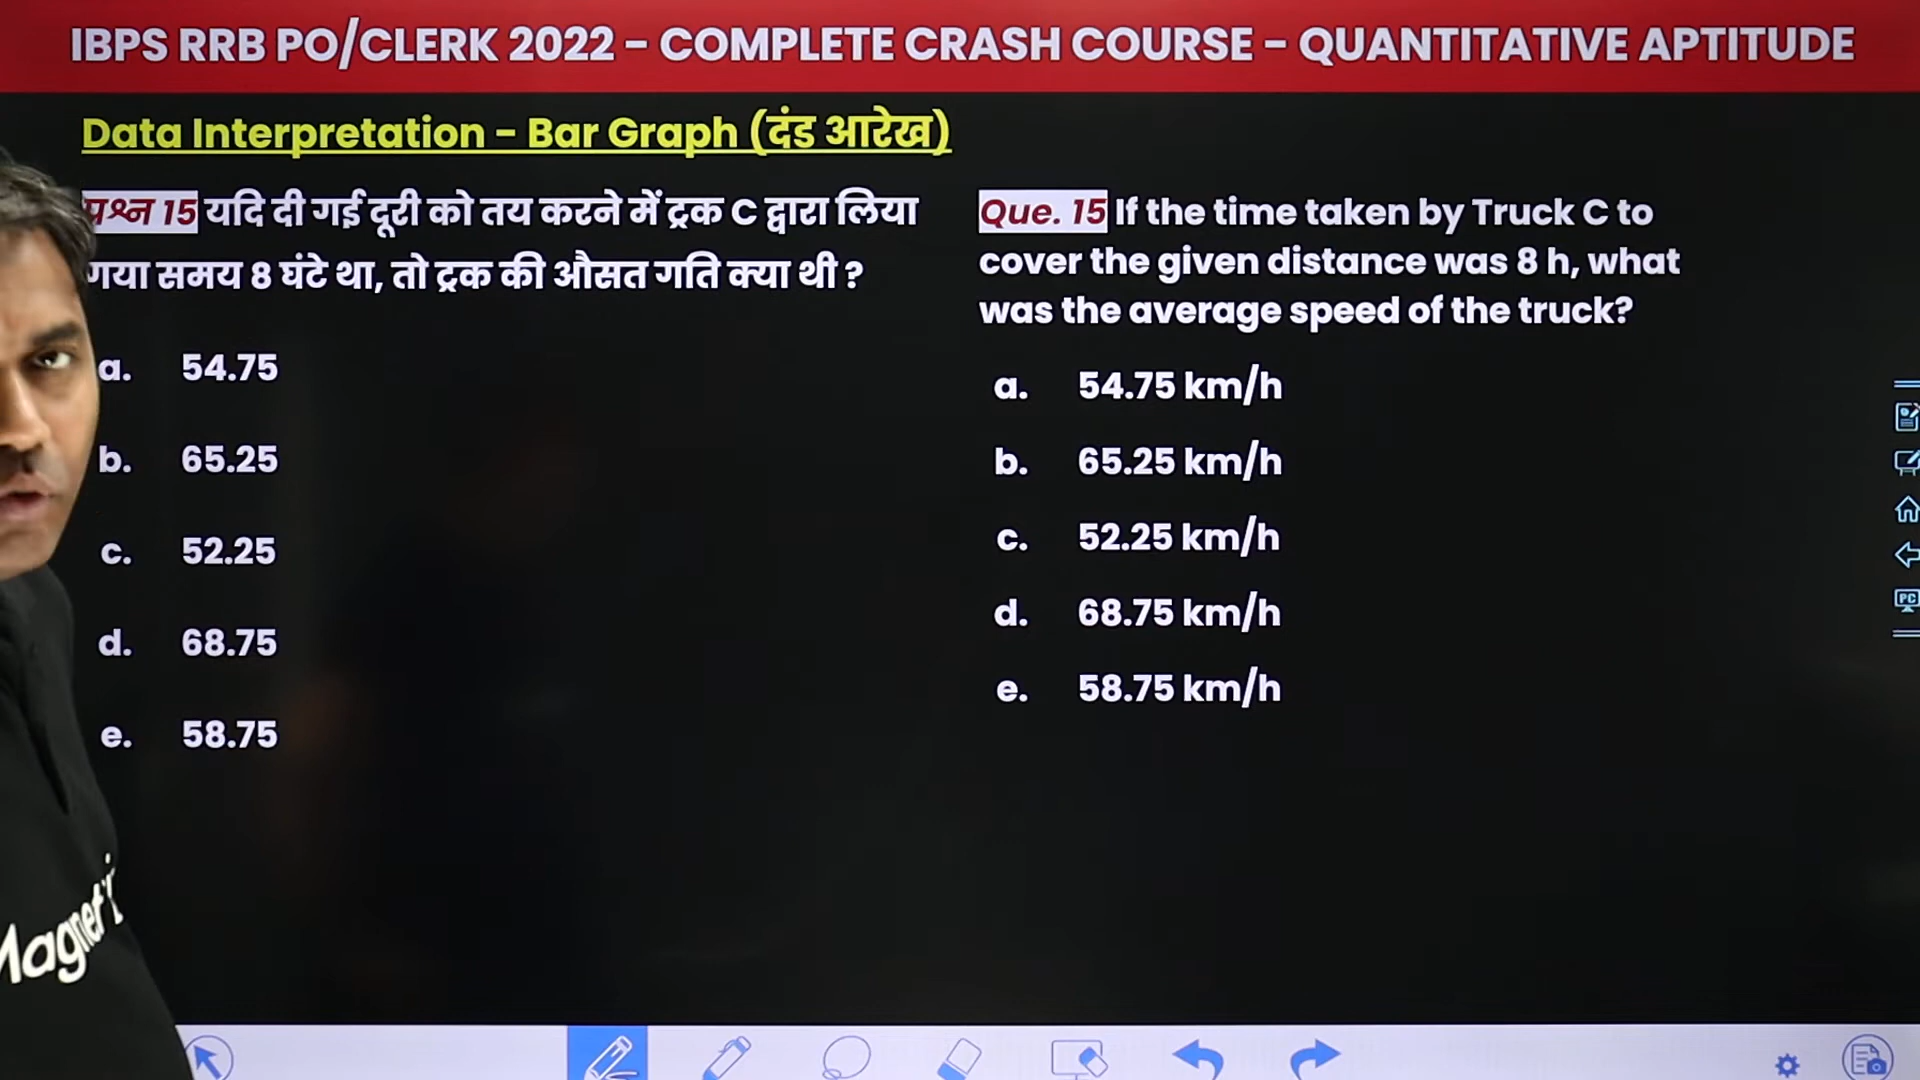 IBPS RRB PO/CLERK 2022 - COMPLETE CRASH COURSE - QUANTITATIVE APTITUDE
Data Interpretation - Bar Graph (दंड आरेख)
प्रश्न 15 यदि दी गई दूरी को तय करने में ट्रक C द्वारा लिया
गया समय 8 घंटे था, तो ट्रक की औसत गति क्या थी ?
a. 54.75
b. 65.25
c. 52.25
d. 68.75
e. 58.75
Que. 15 If the time taken by Truck C to
cover the given distance was 8 h, what
was the average speed of the truck?
a. 54.75 km/h
b. 65.25 km/h
c. 52.25 km/h
d. 68.75 km/h
e. 58.75 km/h
PC